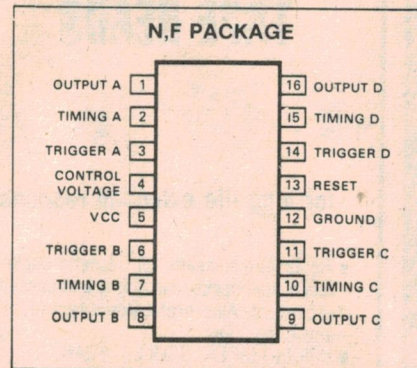 N,F PACKAGE
OUTPUT A 1
TIMING A 2
TRIGGER A 3
CONTROL
VOLTAGE 4
VCC 5
TRIGGER B 6
TIMING B 7
OUTPUT B 8
16 OUTPUT D
15 TIMING D
14 TRIGGER D
13 RESET
12 GROUND
11 TRIGGER C
10 TIMING C
9 OUTPUT C